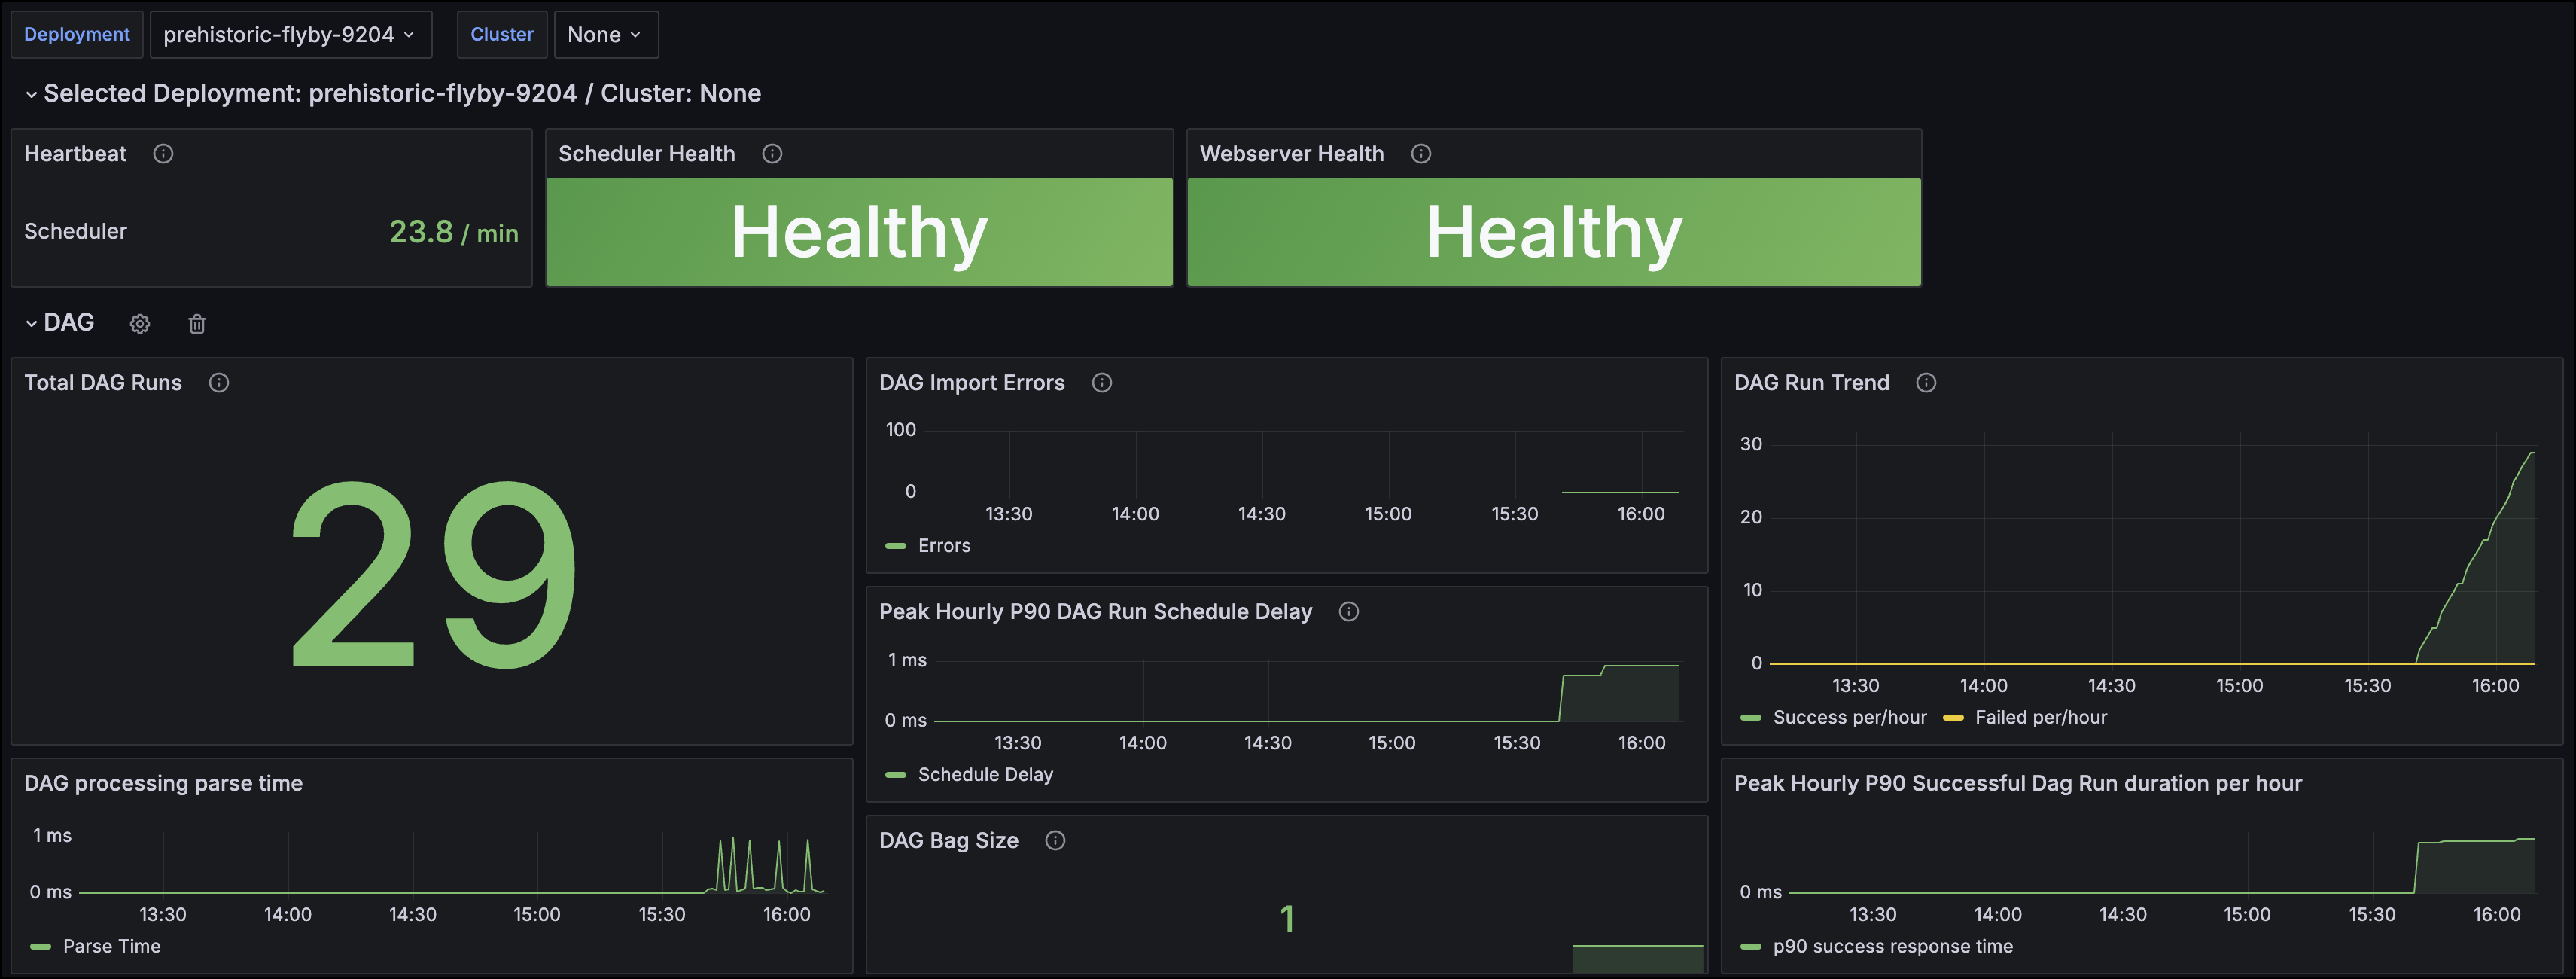 Deployment prehistoric-flyby-9204 Cluster None
Selected Deployment: prehistoric-flyby-9204 / Cluster: None
Heartbeat
Scheduler 23.8 / min
Scheduler Health
Healthy
Webserver Health
Healthy
DAG
Total DAG Runs
29
DAG Import Errors
100
0
13:30 14:00 14:30 15:00 15:30 16:00
Errors
DAG Run Trend
30
20
10
0
13:30 14:00 14:30 15:00 15:30 16:00
Success per/hour Failed per/hour
Peak Hourly P90 DAG Run Schedule Delay
1 ms
0 ms
13:30 14:00 14:30 15:00 15:30 16:00
Schedule Delay
DAG processing parse time
1 ms
0 ms
13:30 14:00 14:30 15:00 15:30 16:00
Parse Time
DAG Bag Size
1
Peak Hourly P90 Successful Dag Run duration per hour
0 ms
13:30 14:00 14:30 15:00 15:30 16:00
p90 success response time